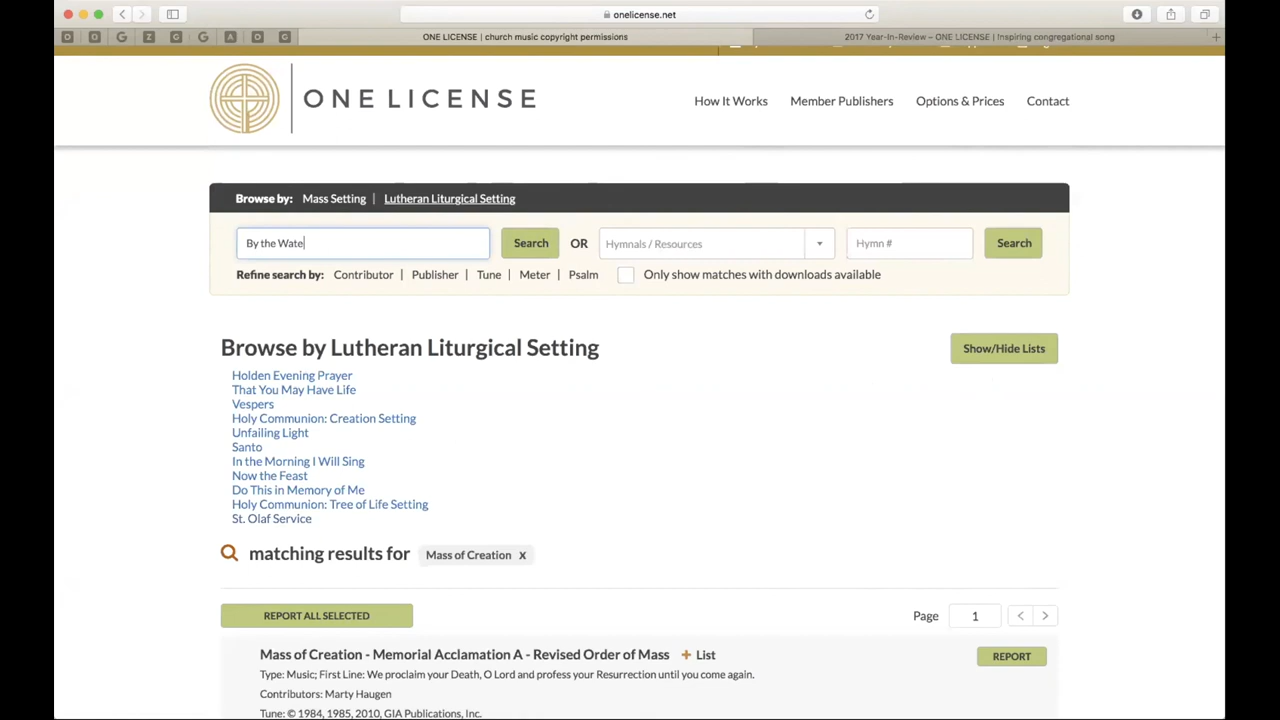 onelicense.net
O O G Z G G A O G ONE LICENSE | church music copyright permissions 2017 Year-In-Review – ONE LICENSE | Inspiring congregational song +
ONE LICENSE
How It Works Member Publishers Options & Prices Contact
Browse by: Mass Setting | Lutheran Liturgical Setting
By the Wate Search OR Hymnals / Resources Hymn # Search
Refine search by: Contributor | Publisher | Tune | Meter | Psalm Only show matches with downloads available
Browse by Lutheran Liturgical Setting Show/Hide Lists
Holden Evening Prayer
That You May Have Life
Vespers
Holy Communion: Creation Setting
Unfailing Light
Santo
In the Morning I Will Sing
Now the Feast
Do This in Memory of Me
Holy Communion: Tree of Life Setting
St. Olaf Service
matching results for Mass of Creation x
REPORT ALL SELECTED Page 1 < >
Mass of Creation - Memorial Acclamation A - Revised Order of Mass + List REPORT
Type: Music; First Line: We proclaim your Death, O Lord and profess your Resurrection until you come again.
Contributors: Marty Haugen
Tune: © 1984, 1985, 2010, GIA Publications, Inc.